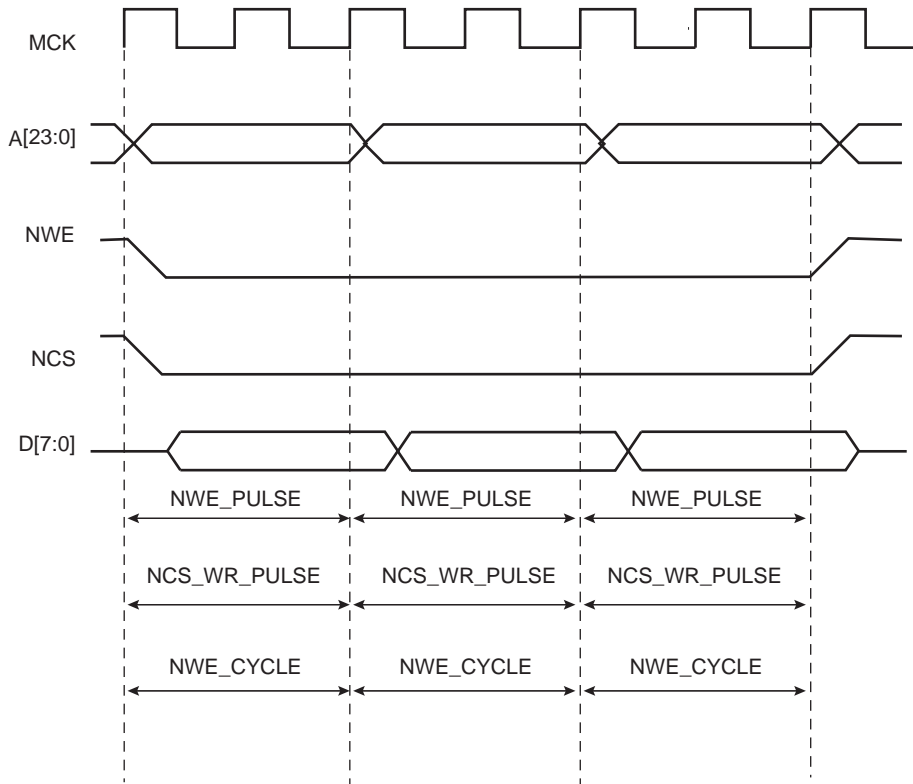 MCK
A[23:0]
NWE
NCS
D[7:0]
NWE_PULSE NWE_PULSE NWE_PULSE
NCS_WR_PULSE NCS_WR_PULSE NCS_WR_PULSE
NWE_CYCLE NWE_CYCLE NWE_CYCLE